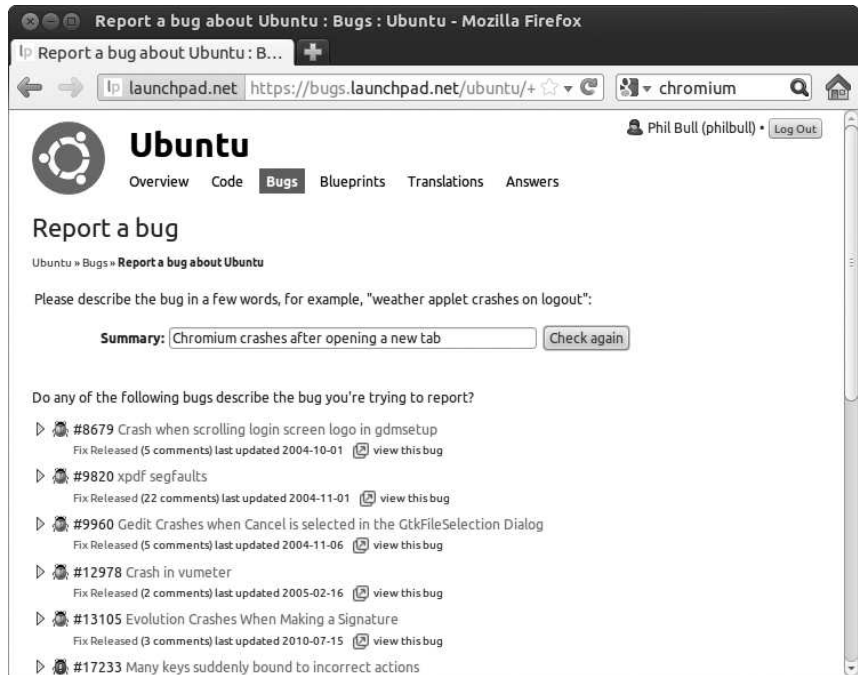 Report a bug about Ubuntu : Bugs : Ubuntu - Mozilla Firefox
lp Report a bug about Ubuntu : B...
lp launchpad.net https://bugs.launchpad.net/ubuntu/+ chromium
Phil Bull (philbull) • Log Out
Ubuntu
Overview Code Bugs Blueprints Translations Answers
Report a bug
Ubuntu » Bugs » Report a bug about Ubuntu
Please describe the bug in a few words, for example, "weather applet crashes on logout":
Summary: Chromium crashes after opening a new tab Check again
Do any of the following bugs describe the bug you're trying to report?
#8679 Crash when scrolling login screen logo in gdmsetup
Fix Released (5 comments) last updated 2004-10-01 view this bug
#9820 xpdf segfaults
Fix Released (22 comments) last updated 2004-11-01 view this bug
#9960 Gedit Crashes when Cancel is selected in the GtkFileSelection Dialog
Fix Released (5 comments) last updated 2004-11-06 view this bug
#12978 Crash in vumeter
Fix Released (2 comments) last updated 2005-02-16 view this bug
#13105 Evolution Crashes When Making a Signature
Fix Released (3 comments) last updated 2010-07-15 view this bug
#17233 Many keys suddenly bound to incorrect actions